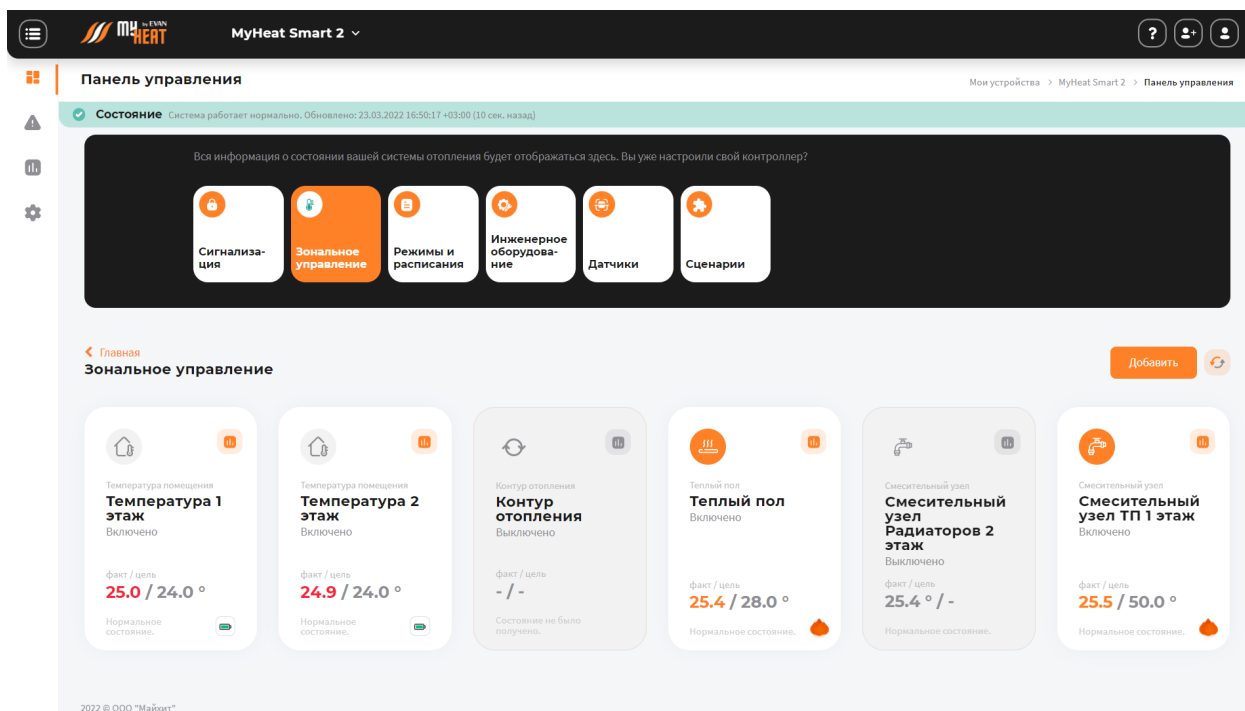 by EVAN
MYHEAT
MyHeat Smart 2
?
Панель управления
Мои устройства > MyHeat Smart 2 > Панель управления
Состояние Система работает нормально. Обновлено: 23.03.2022 16:50:17 +03:00 (10 сек. назад)
Вся информация о состоянии вашей системы отопления будет отображаться здесь. Вы уже настроили свой контроллер?
Сигнализа-
ция
Зональное
управление
Режимы и
расписания
Инженерное
оборудова-
ние
Датчики
Сценарии
Главная
Зональное управление
Добавить
Температура помещения
Температура 1
этаж
Включено
факт / цель
25.0 / 24.0 °
Нормальное
состояние.
Температура помещения
Температура 2
этаж
Включено
факт / цель
24.9 / 24.0 °
Нормальное
состояние.
Контур отопления
Контур
отопления
Выключено
факт / цель
- / -
Состояние не было
получено.
Теплый пол
Теплый пол
Включено
факт / цель
25.4 / 28.0 °
Нормальное состояние.
Смесительный узел
Смесительный
узел
Радиаторов 2
этаж
Выключено
факт / цель
25.4 ° / -
Нормальное состояние.
Смесительный узел
Смесительный
узел ТП 1 этаж
Включено
факт / цель
25.5 / 50.0 °
Нормальное состояние.
2022 © ООО "Майхит"